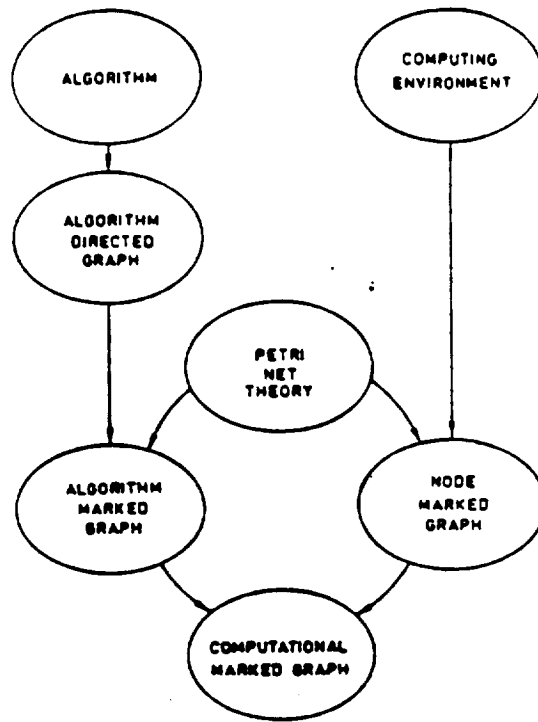 ALGORITHM
COMPUTING
ENVIRONMENT
ALGORITHM
DIRECTED
GRAPH
PETRI
NET
THEORY
ALGORITHM
MARKED
GRAPH
NODE
MARKED
GRAPH
COMPUTATIONAL
MARKED GRAPH